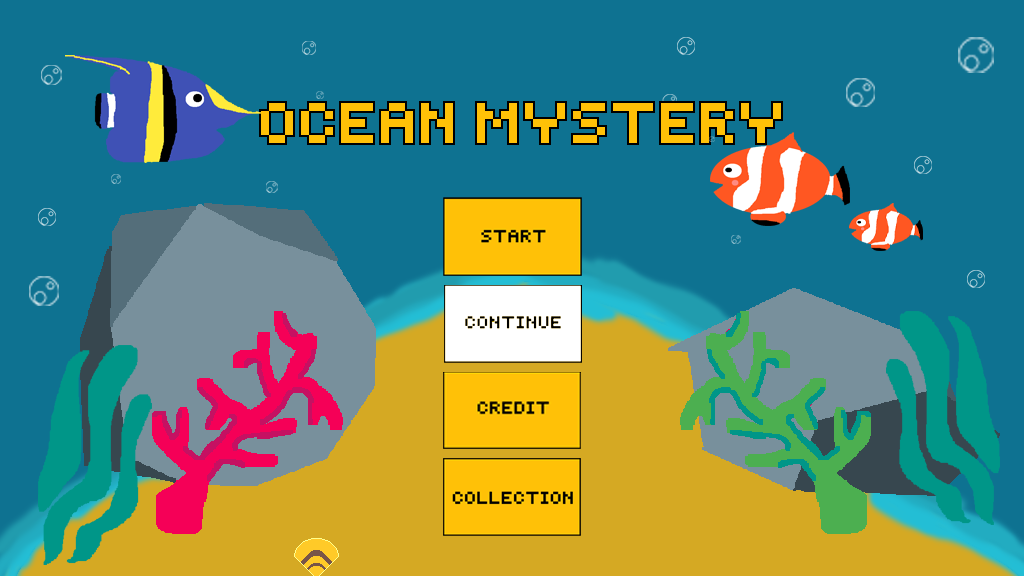 OCEAN MYSTERY
START
CONTINUE
CREDIT
COLLECTION